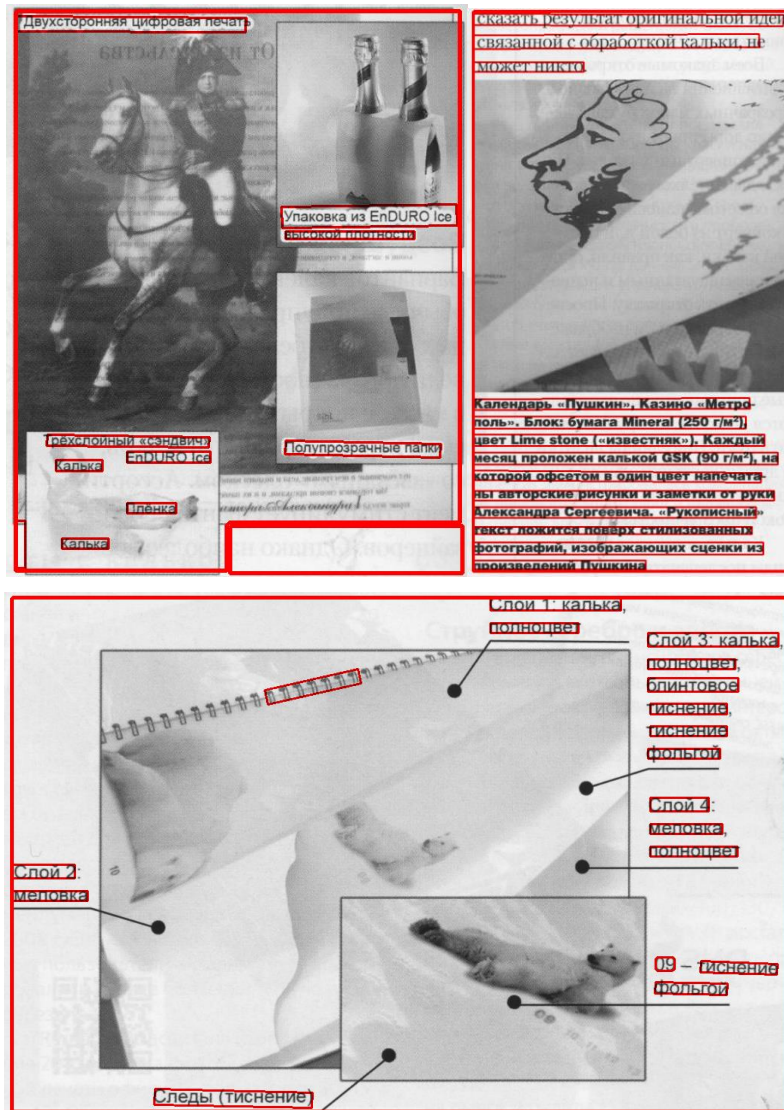 Двухсторонняя цифровая печать
Упаковка из EnDURO Ice
высокой плотности
Полупрозрачные папки
Трёхслойный «сэндвич»
Калька
EnDURO Ice
Плёнка
Калька
сказать результат оригинальной идеи
связанной с обработкой кальки, не
может никто.
Календарь «Пушкин», Казино «Метро-
поль». Блок: бумага Mineral (250 г/м²),
цвет Lime stone («известняк»). Каждый
месяц проложен калькой GSK (90 г/м²), на
которой офсетом в один цвет напечата-
ны авторские рисунки и заметки от руки
Александра Сергеевича. «Рукописный»
текст ложится поверх стилизованных
фотографий, изображающих сценки из
произведений Пушкина
Слой 1: калька,
полноцвет
Слой 3: калька,
полноцвет,
блинтовое
тиснение,
тиснение
фольгой
Слой 4:
меловка,
полноцвет
Слой 2:
меловка
09 – тиснение
фольгой
Следы (тиснение)